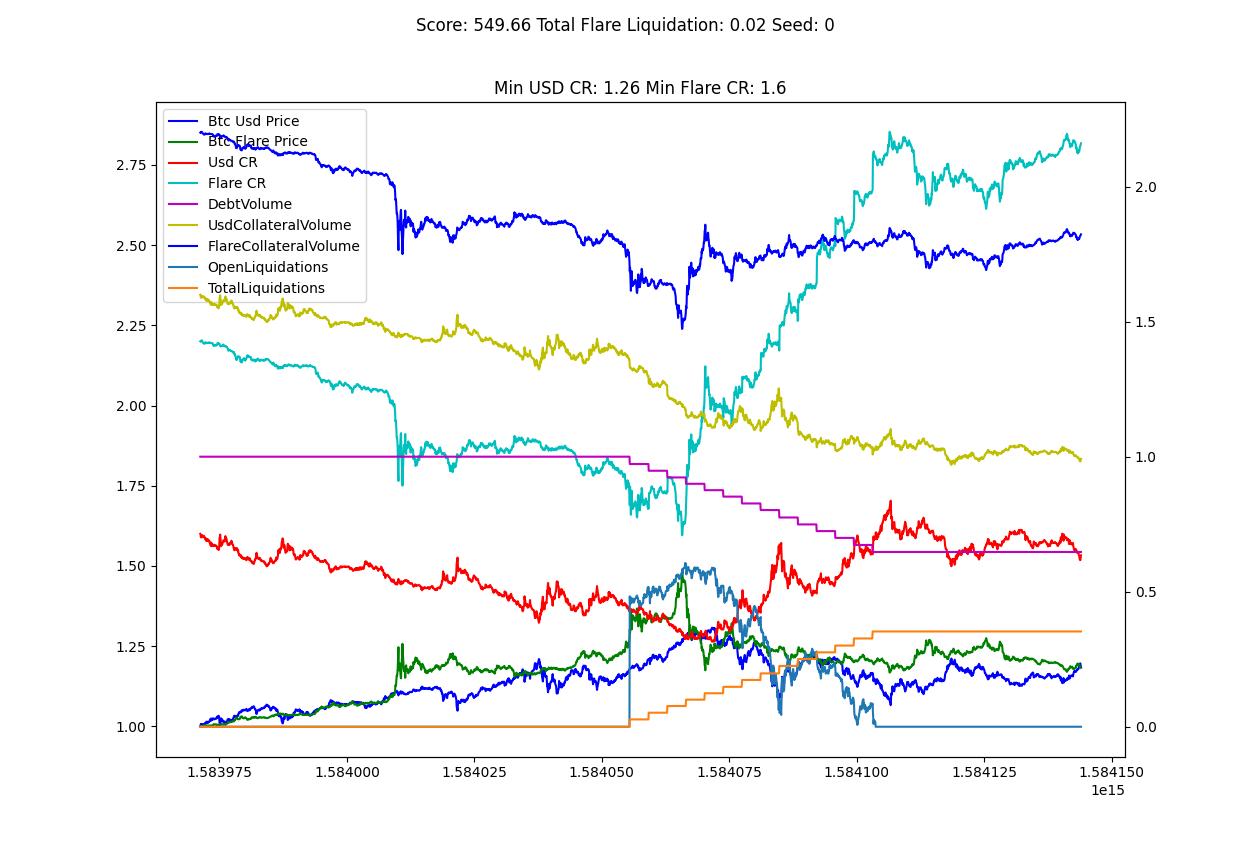 Score: 549.66 Total Flare Liquidation: 0.02 Seed: 0
Min USD CR: 1.26 Min Flare CR: 1.6
Btc Usd Price
Btc Flare Price
Usd CR
Flare CR
DebtVolume
UsdCollateralVolume
FlareCollateralVolume
OpenLiquidations
TotalLiquidations
2.75
2.50
2.25
2.00
1.75
1.50
1.25
1.00
2.0
1.5
1.0
0.5
0.0
1.583975
1.584000
1.584025
1.584050
1.584075
1.584100
1.584125
1.584150
1e15